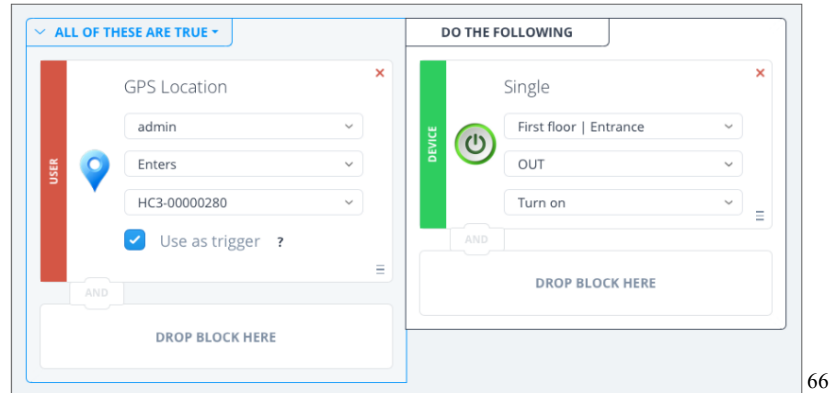 ALL OF THESE ARE TRUE
DO THE FOLLOWING
USER
GPS Location
admin
Enters
HC3-00000280
Use as trigger ?
AND
DROP BLOCK HERE
DEVICE
Single
First floor | Entrance
OUT
Turn on
AND
DROP BLOCK HERE
66